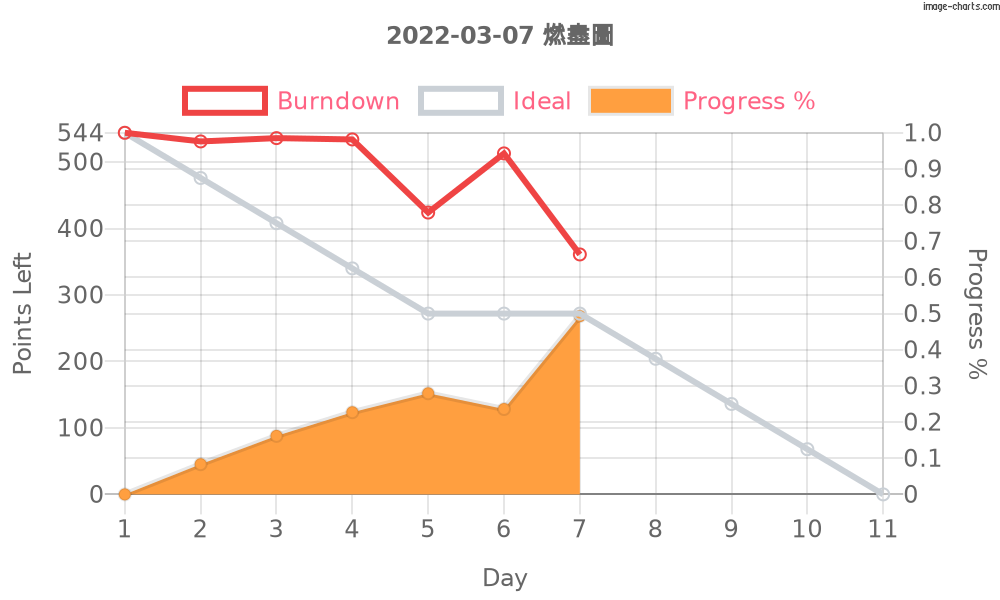 image-charts.com
2022-03-07 燃盡圖
Burndown Ideal Progress %
544 1.0
500 0.9
0.8
400 0.7
0.6
300 0.5
200 0.4
0.3
0.2
100 0.1
0 0
Points Left
Progress %
1 2 3 4 5 6 7 8 9 10 11
Day